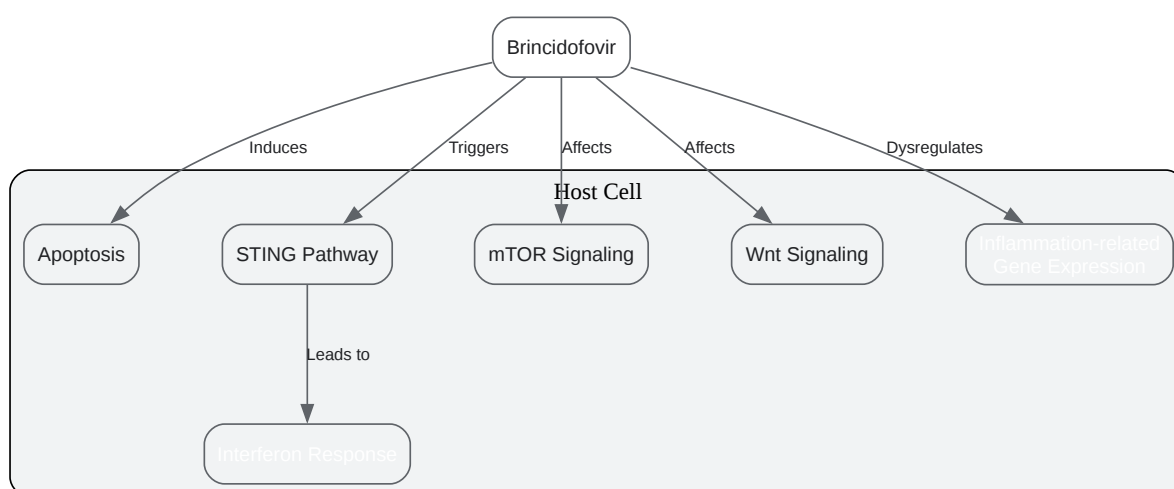 Brincidofovir
Induces
Triggers
Affects
Affects
Dysregulates
Host Cell
Apoptosis
STING Pathway
mTOR Signaling
Wnt Signaling
Inflammation-related
Gene Expression
Leads to
Interferon Response